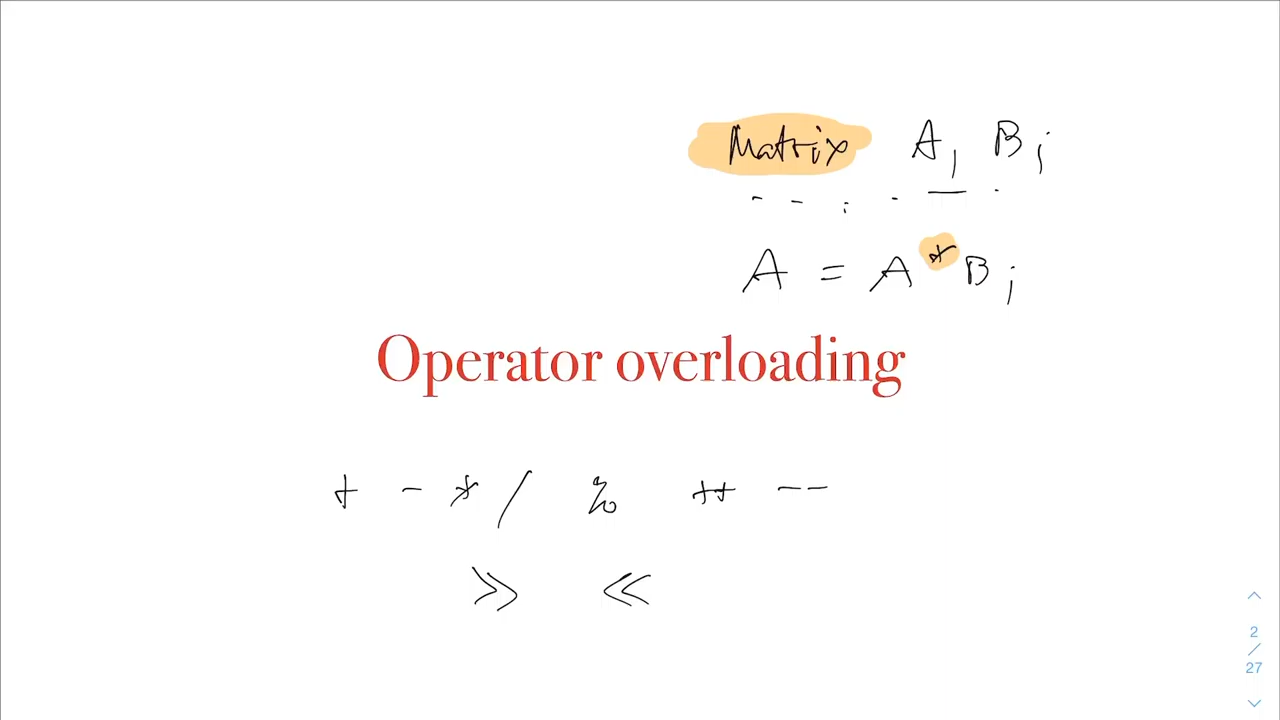 Matrix A, B;
-- ; . — .
A = A * B;
Operator overloading
+ - * / % ++ --
>> <<
2
/
27